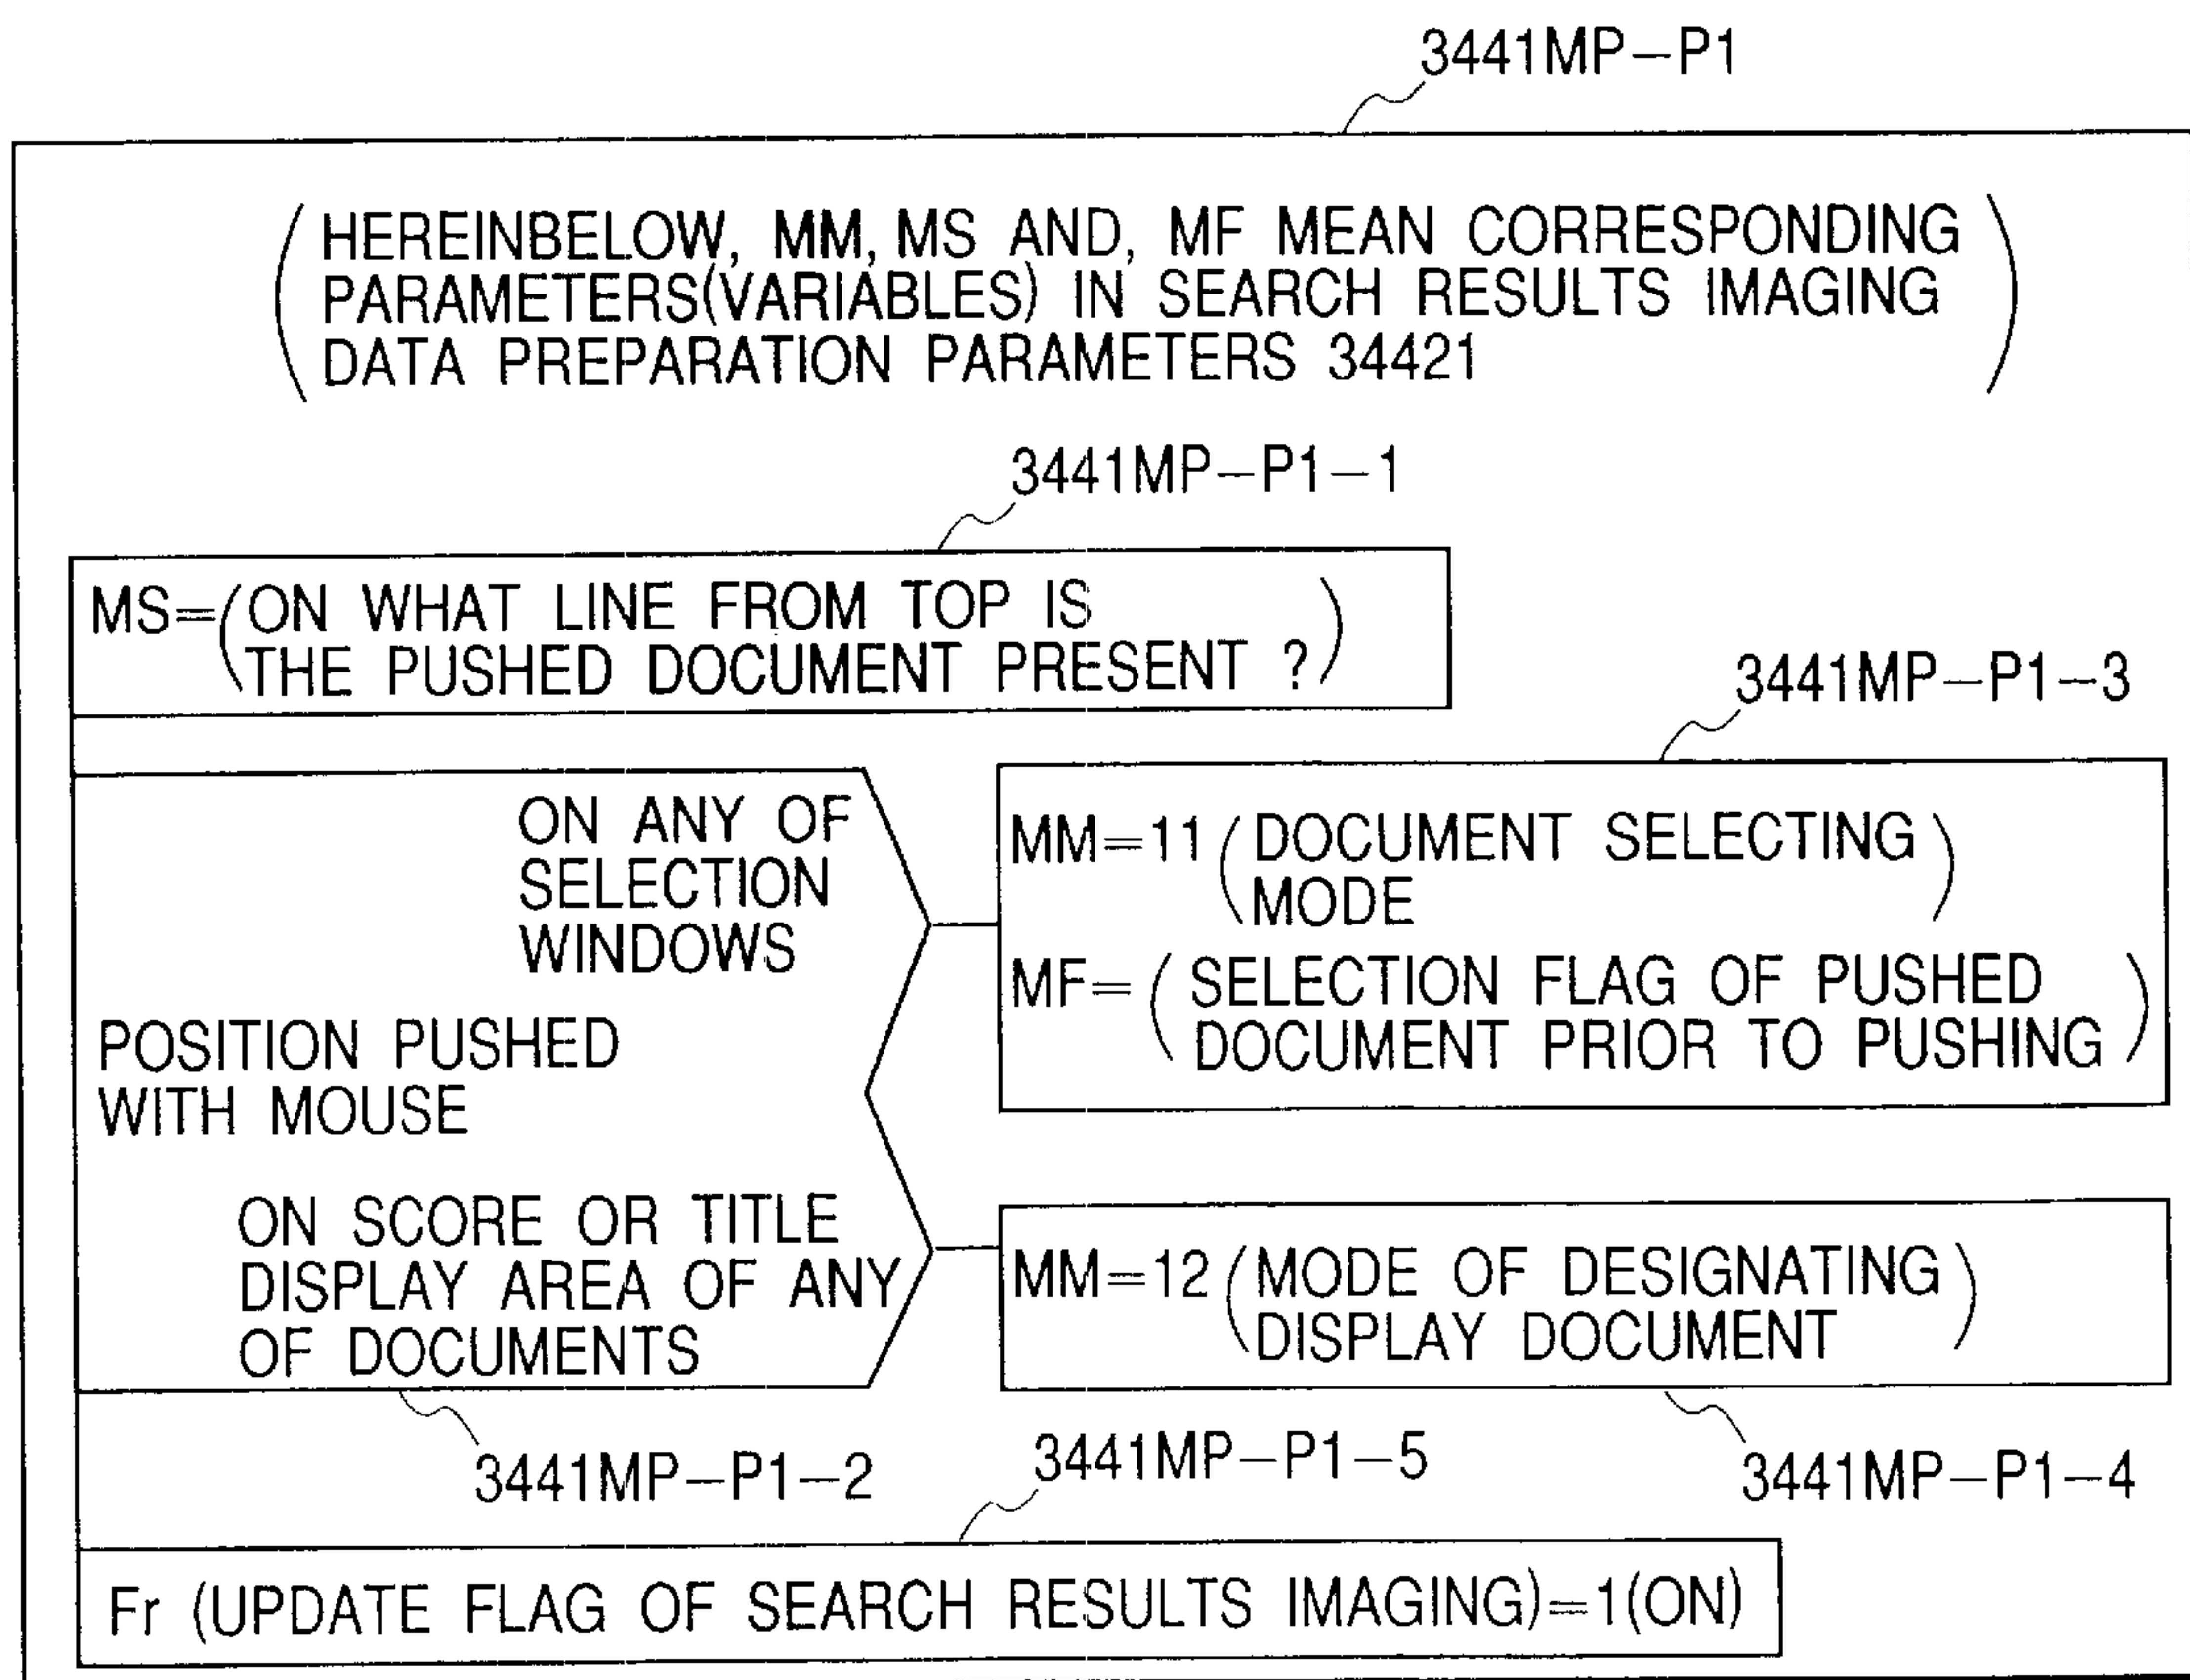 3441MP-P1
(HEREINBELOW, MM, MS AND, MF MEAN CORRESPONDING
PARAMETERS(VARIABLES) IN SEARCH RESULTS IMAGING
DATA PREPARATION PARAMETERS 34421)
3441MP-P1-1
MS=(ON WHAT LINE FROM TOP IS
THE PUSHED DOCUMENT PRESENT ?)
3441MP-P1-3
ON ANY OF
SELECTION
WINDOWS
MM=11(DOCUMENT SELECTING
MODE)
MF=(SELECTION FLAG OF PUSHED
DOCUMENT PRIOR TO PUSHING)
POSITION PUSHED
WITH MOUSE
ON SCORE OR TITLE
DISPLAY AREA OF ANY
OF DOCUMENTS
MM=12(MODE OF DESIGNATING
DISPLAY DOCUMENT)
3441MP-P1-2
3441MP-P1-5
3441MP-P1-4
Fr (UPDATE FLAG OF SEARCH RESULTS IMAGING)=1(ON)